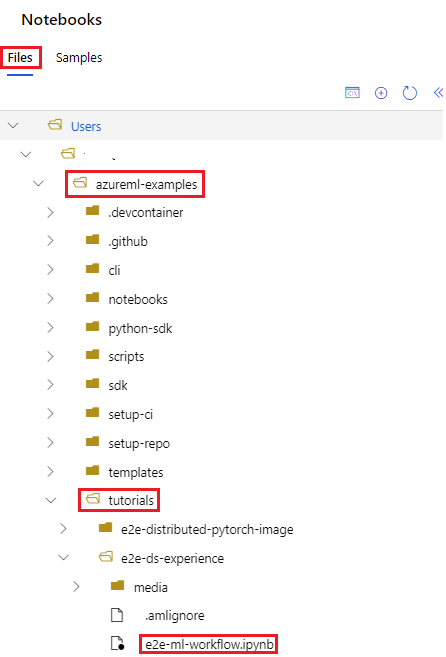 Notebooks
Files Samples
Users
azureml-examples
.devcontainer
.github
cli
notebooks
python-sdk
scripts
sdk
setup-ci
setup-repo
templates
tutorials
e2e-distributed-pytorch-image
e2e-ds-experience
media
.amlignore
e2e-ml-workflow.ipynb